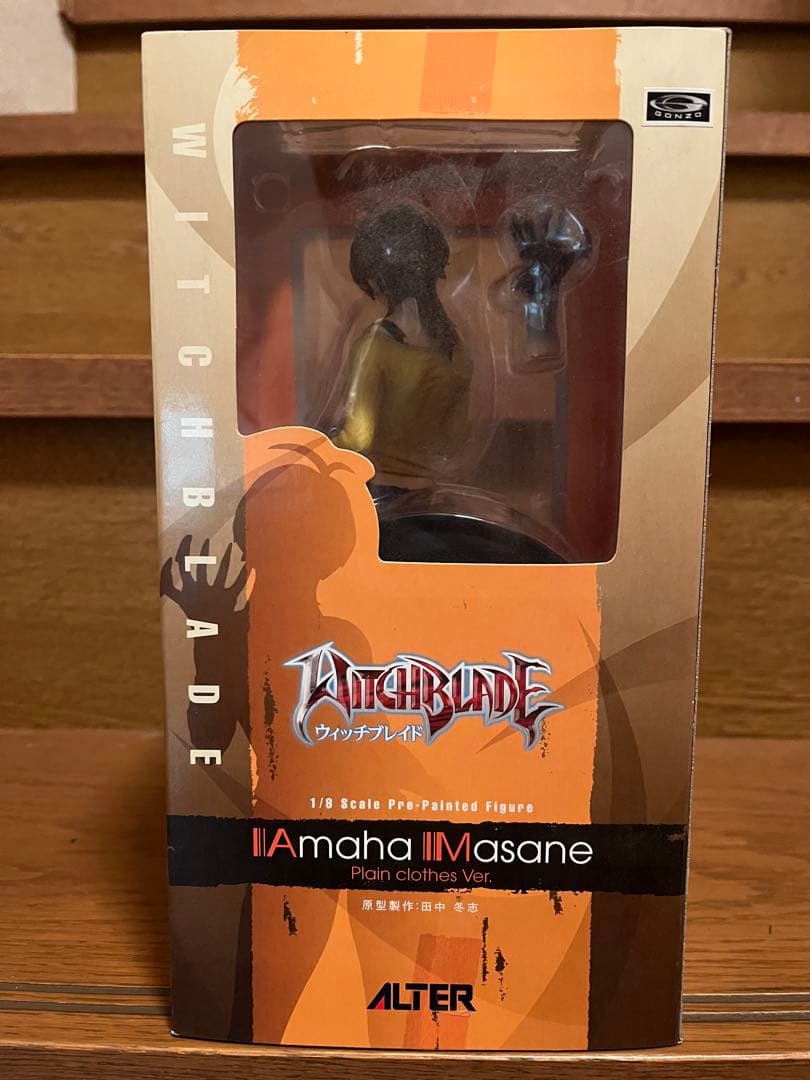 GONZO
WITCHBLADE
WITCHBLADE
ウィッチブレイド
1/8 Scale Pre-Painted Figure
Amaha Masane
Plain clothes Ver.
原型製作:田中 冬志
ALTER